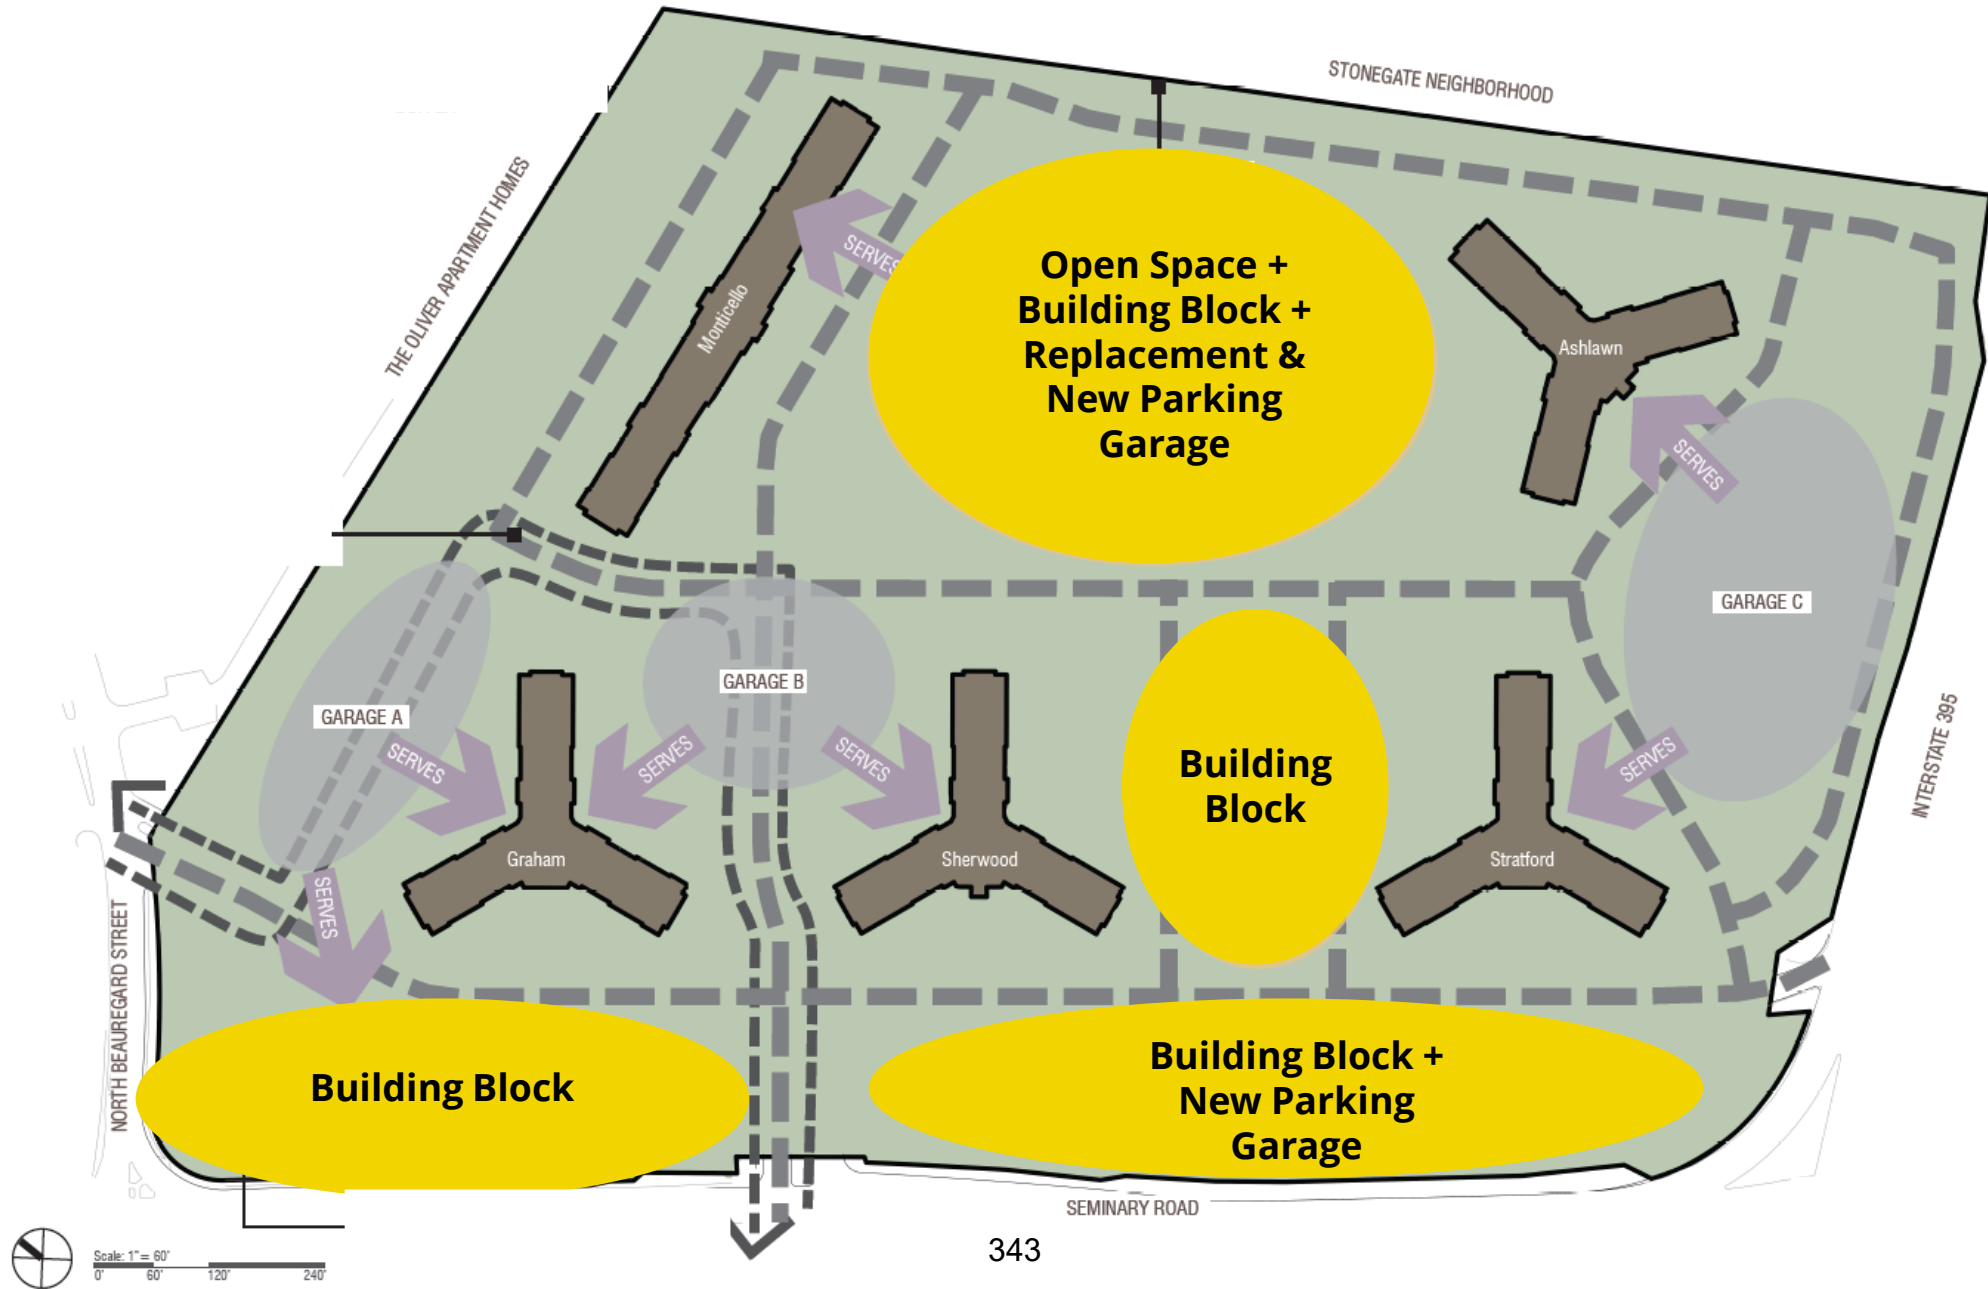 STONEGATE NEIGHBORHOOD
THE OLIVER APARTMENT HOMES
SERVES
Monticello
Open Space +
Building Block +
Replacement &
New Parking
Garage
Ashlawn
SERVES
GARAGE C
GARAGE A
GARAGE B
SERVES
SERVES
SERVES
SERVES
Building
Block
INTERSTATE 395
Graham
Sherwood
Stratford
SERVES
NORTH BEAUREGARD STREET
Building Block
Building Block +
New Parking
Garage
SEMINARY ROAD
343
Scale: 1" = 60'
0' 60' 120' 240'